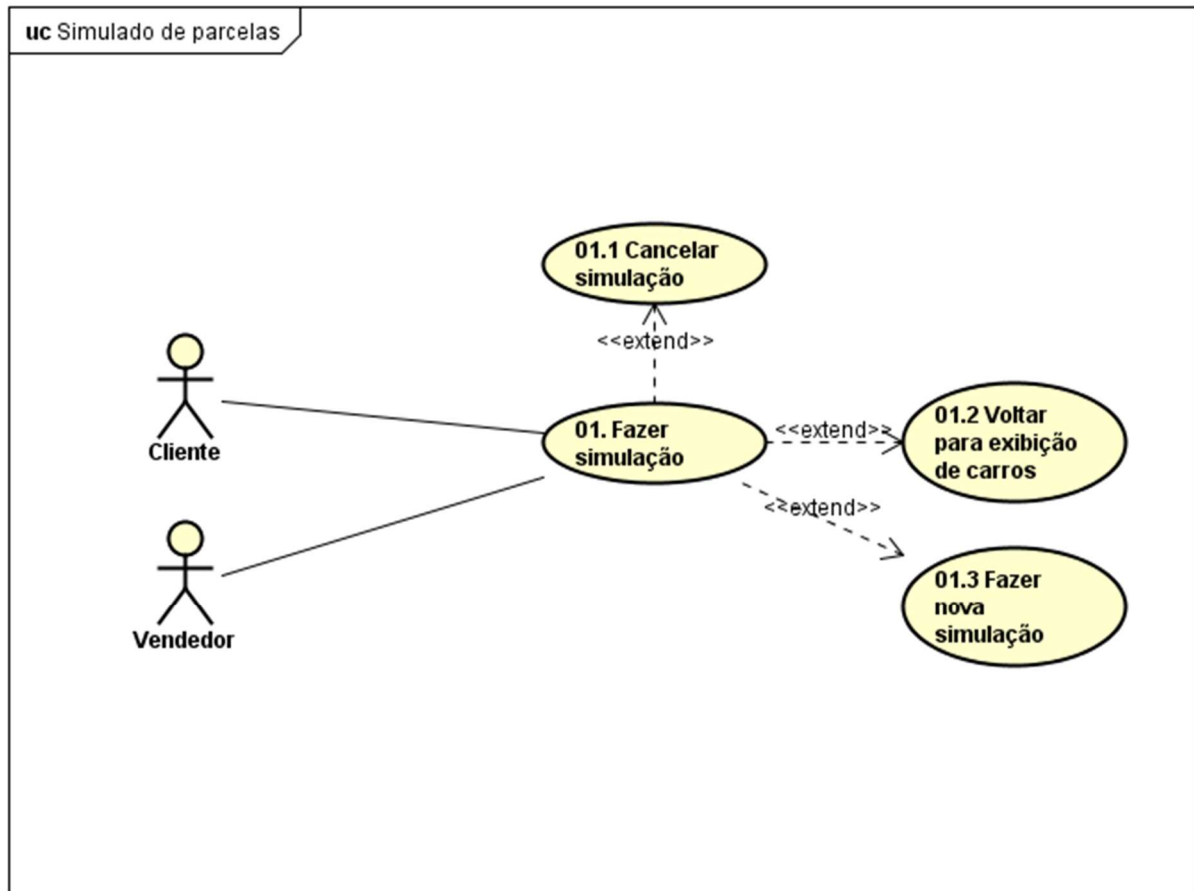 uc Simulado de parcelas
01.1 Cancelar
simulação
<<extend>>
Cliente
01. Fazer
simulação
<<extend>>
01.2 Voltar
para exibição
de carros
<<extend>>
Vendedor
01.3 Fazer
nova
simulação